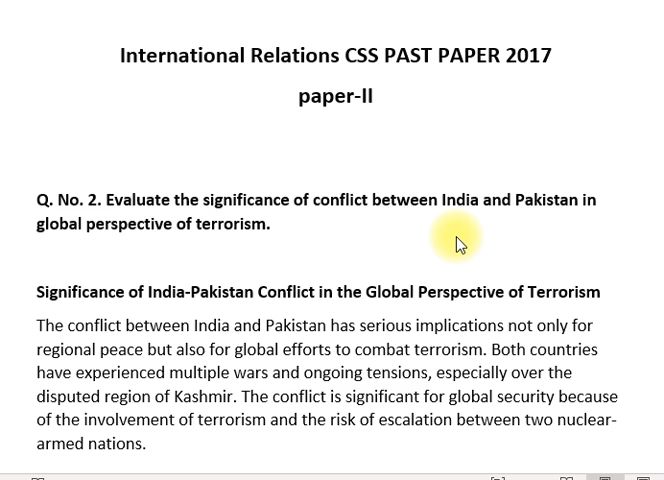 International Relations CSS PAST PAPER 2017
paper-II
Q. No. 2. Evaluate the significance of conflict between India and Pakistan in
global perspective of terrorism.
Significance of India-Pakistan Conflict in the Global Perspective of Terrorism
The conflict between India and Pakistan has serious implications not only for
regional peace but also for global efforts to combat terrorism. Both countries
have experienced multiple wars and ongoing tensions, especially over the
disputed region of Kashmir. The conflict is significant for global security because
of the involvement of terrorism and the risk of escalation between two nuclear-
armed nations.